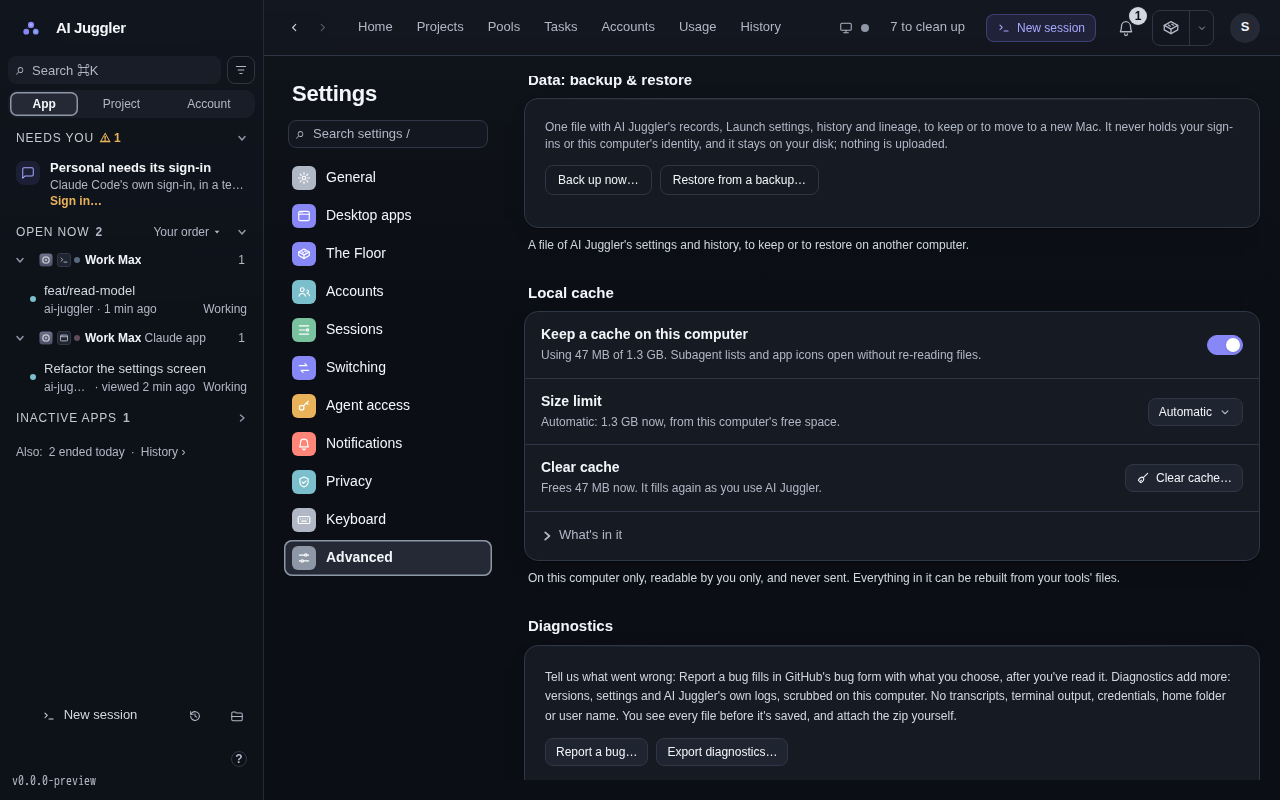 AI Juggler
Search ⌘K
App
Project
Account
NEEDS YOU 1
Personal needs its sign-in
Claude Code's own sign-in, in a te…
Sign in…
OPEN NOW 2
Your order
Work Max
1
feat/read-model
ai-juggler · 1 min ago
Working
Work Max Claude app
1
Refactor the settings screen
ai-jug… · viewed 2 min ago
Working
INACTIVE APPS 1
Also: 2 ended today · History ›
New session
?
v0.0.0-preview
Home
Projects
Pools
Tasks
Accounts
Usage
History
7 to clean up
New session
1
S
Settings
Search settings /
General
Desktop apps
The Floor
Accounts
Sessions
Switching
Agent access
Notifications
Privacy
Keyboard
Advanced
Data: backup & restore
One file with AI Juggler's records, Launch settings, history and lineage, to keep or to move to a new Mac. It never holds your sign-
ins or this computer's identity, and it stays on your disk; nothing is uploaded.
Back up now…
Restore from a backup…
A file of AI Juggler's settings and history, to keep or to restore on another computer.
Local cache
Keep a cache on this computer
Using 47 MB of 1.3 GB. Subagent lists and app icons open without re-reading files.
Size limit
Automatic: 1.3 GB now, from this computer's free space.
Automatic
Clear cache
Frees 47 MB now. It fills again as you use AI Juggler.
Clear cache…
What's in it
On this computer only, readable by you only, and never sent. Everything in it can be rebuilt from your tools' files.
Diagnostics
Tell us what went wrong: Report a bug fills in GitHub's bug form with what you choose, after you've read it. Diagnostics add more:
versions, settings and AI Juggler's own logs, scrubbed on this computer. No transcripts, terminal output, credentials, home folder
or user name. You see every file before it's saved, and attach the zip yourself.
Report a bug…
Export diagnostics…